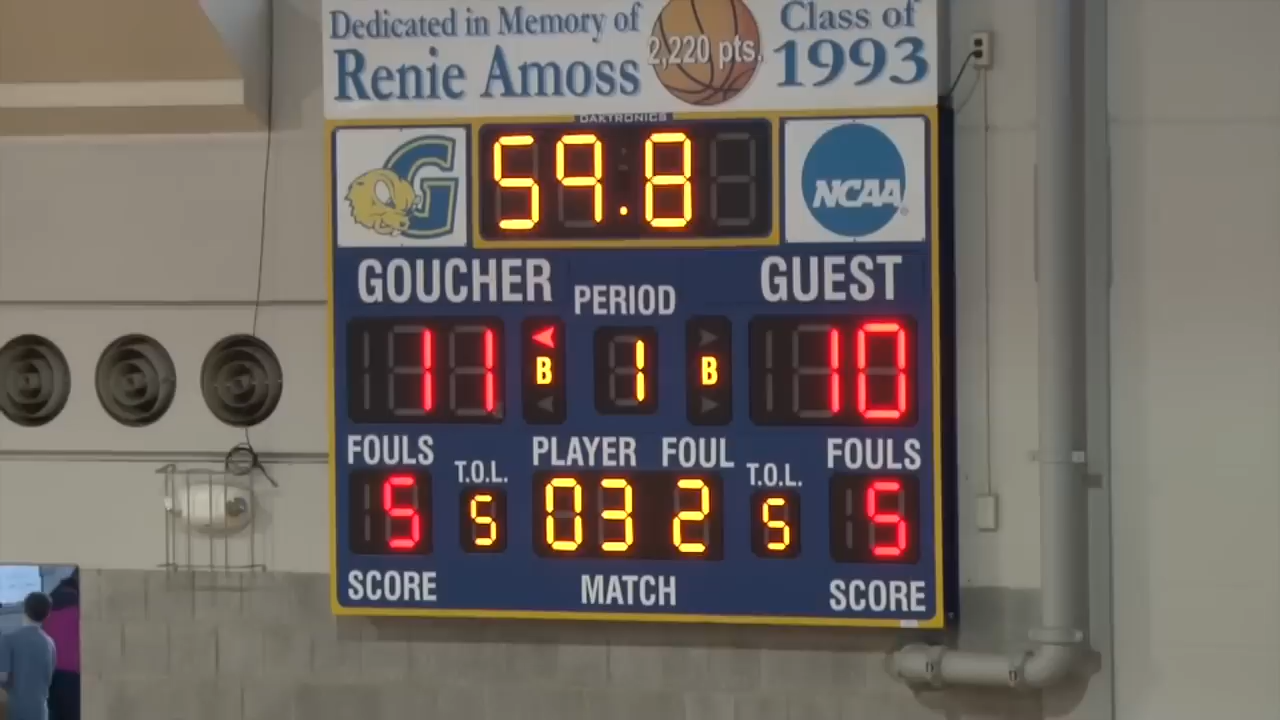 Dedicated in Memory of
Renie Amoss
2,220 pts.
Class of
1993
DAKTRONICS
G
59.8
NCAA
GOUCHER
PERIOD
GUEST
11
B
1
B
10
FOULS
T.O.L.
PLAYER FOUL
T.O.L.
FOULS
5
5
03
2
5
5
SCORE
MATCH
SCORE